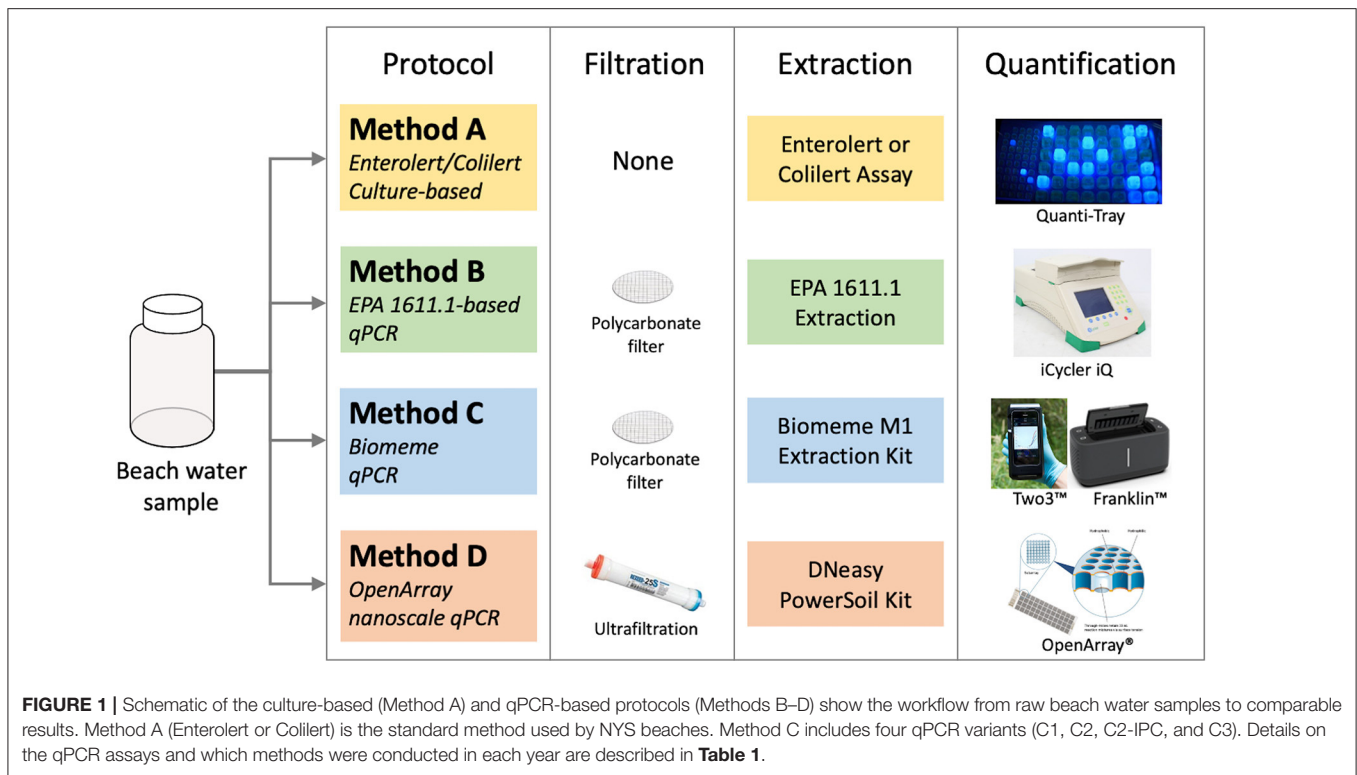 Protocol
Filtration
Extraction
Quantification
Method A
Enterolert/Colilert
Culture-based
None
Enterolert or
Colilert Assay
Quanti-Tray
Method B
EPA 1611.1-based
qPCR
Polycarbonate
filter
EPA 1611.1
Extraction
iCycler iQ
Beach water
sample
Method C
Biomeme
qPCR
Polycarbonate
filter
Biomeme M1
Extraction Kit
Two3™
Franklin™
Method D
OpenArray
nanoscale qPCR
25S
Ultrafiltration
DNeasy
PowerSoil Kit
OpenArray®
FIGURE 1 | Schematic of the culture-based (Method A) and qPCR-based protocols (Methods B–D) show the workflow from raw beach water samples to comparable
results. Method A (Enterolert or Colilert) is the standard method used by NYS beaches. Method C includes four qPCR variants (C1, C2, C2-IPC, and C3). Details on
the qPCR assays and which methods were conducted in each year are described in Table 1.